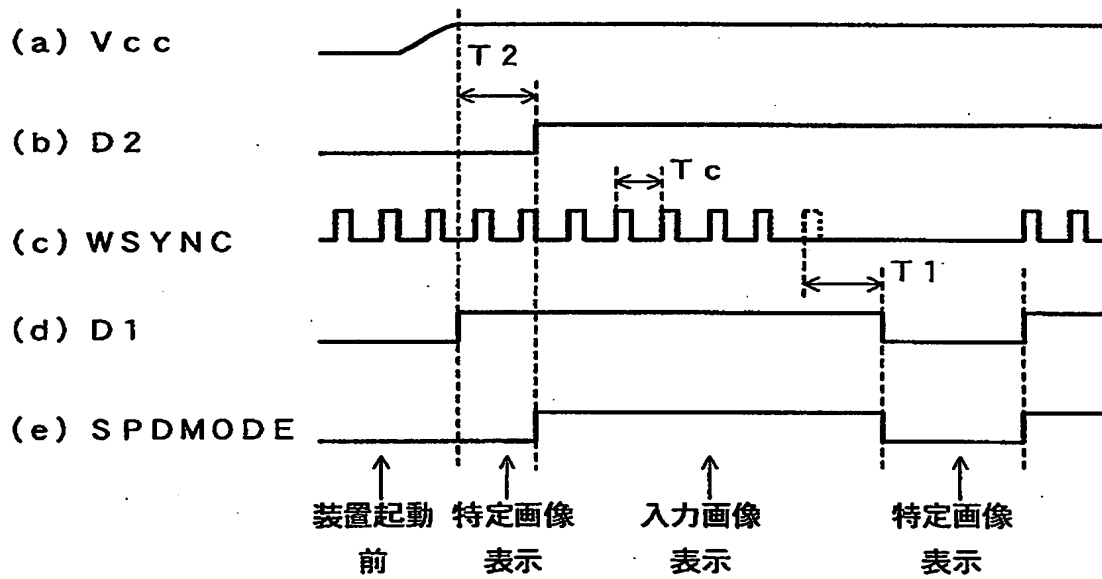 (a) Vcc
T2
(b) D2
Tc
(c) WSYNC
T1
(d) D1
(e) SPDMODE
装置起動前
特定画像表示
入力画像表示
特定画像表示